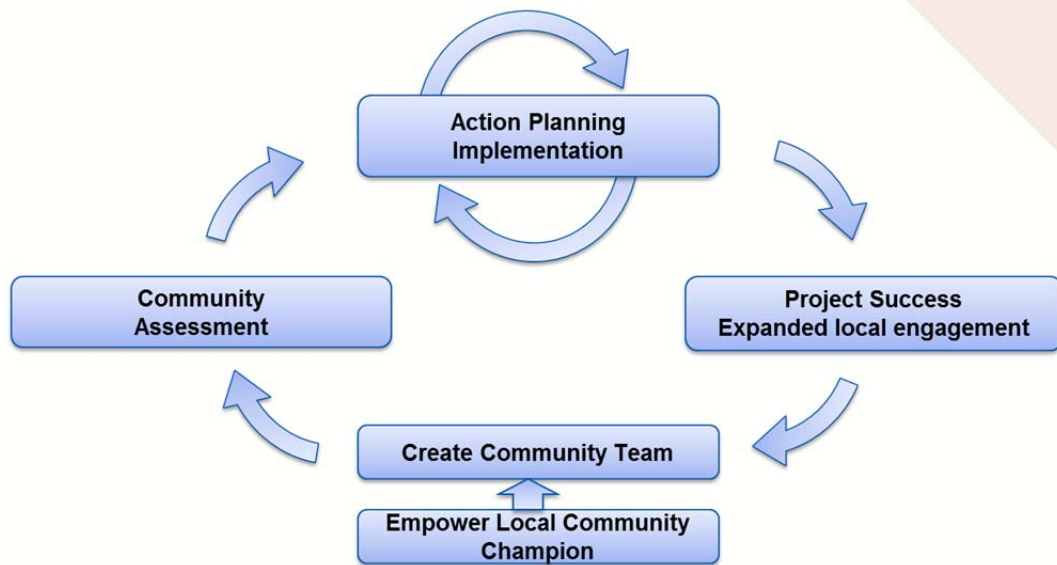 Action Planning
Implementation
Community
Assessment
Project Success
Expanded local engagement
Create Community Team
Empower Local Community
Champion